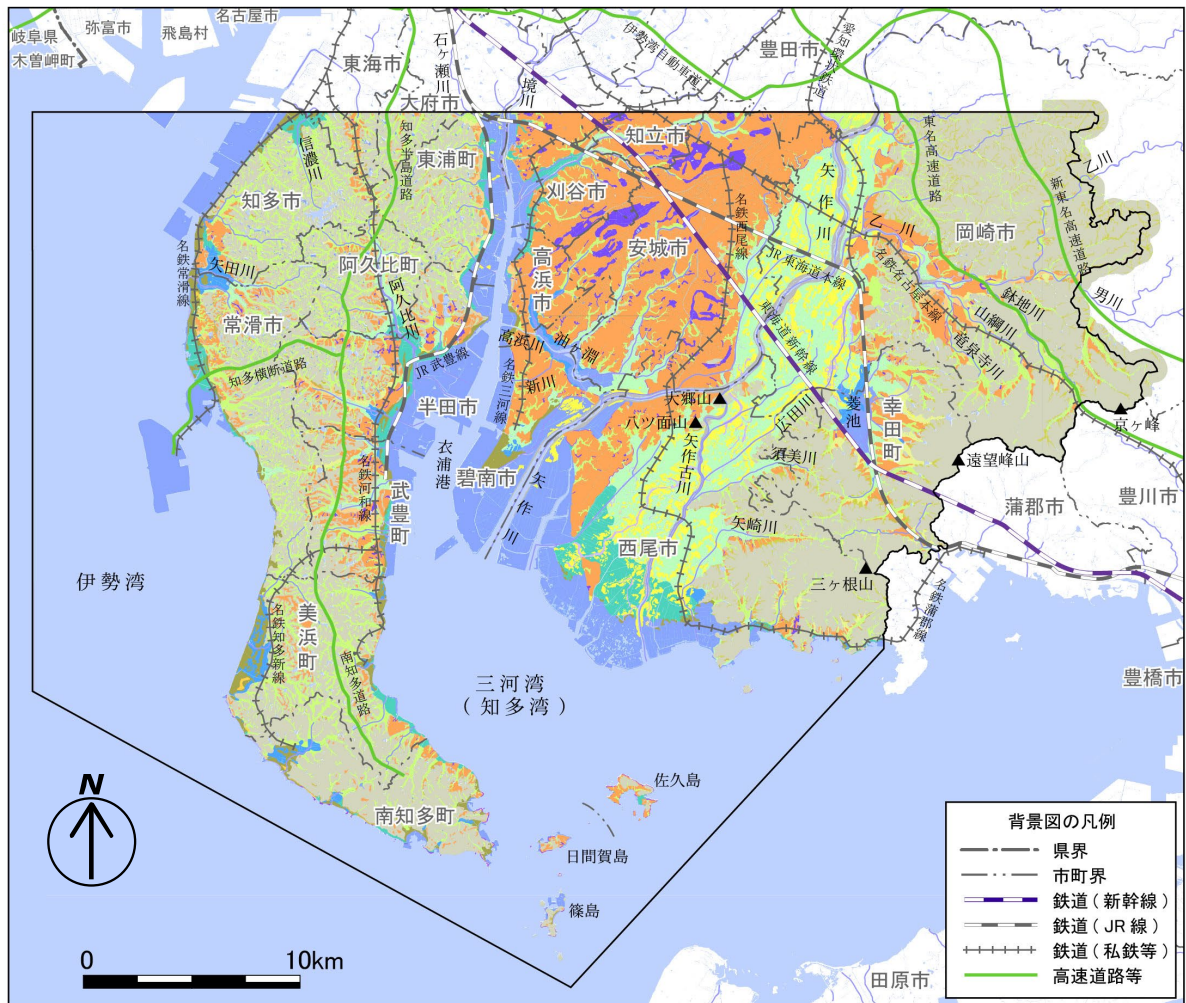 岐阜県
木曽岬町
弥富市
飛島村
名古屋市
東海市
大府市
石ヶ瀬川
境川
伊勢湾自動車道
豊田市
愛知環状鉄道
信濃川
知多半島道路
東浦町
知多市
刈谷市
知立市
名鉄西尾線
矢作川
東名高速道路
新東名高速道路
乙川
名鉄常滑線
矢田川
阿久比町
阿久比川
高浜市
安城市
JR東海道本線
乙川
岡崎市
名鉄名古屋本線
鉢地川
山綱川
竜泉寺川
男川
常滑市
知多横断道路
JR武豊線
高浜川
油ヶ淵
新川
名鉄三河線
東海道新幹線
半田市
衣浦港
碧南市
矢作川
大郷山
八ツ面山
矢作古川
広田川
須美川
菱池
幸田町
京ヶ峰
遠望峰山
蒲郡市
豊川市
名鉄河和線
武豊町
西尾市
矢崎川
三ヶ根山
名鉄蒲郡線
伊勢湾
美浜町
名鉄知多新線
南知多道路
三河湾
(知多湾)
豊橋市
南知多町
佐久島
日間賀島
篠島
田原市
N
0
10km
背景図の凡例
県界
市町界
鉄道(新幹線)
鉄道(JR線)
鉄道(私鉄等)
高速道路等